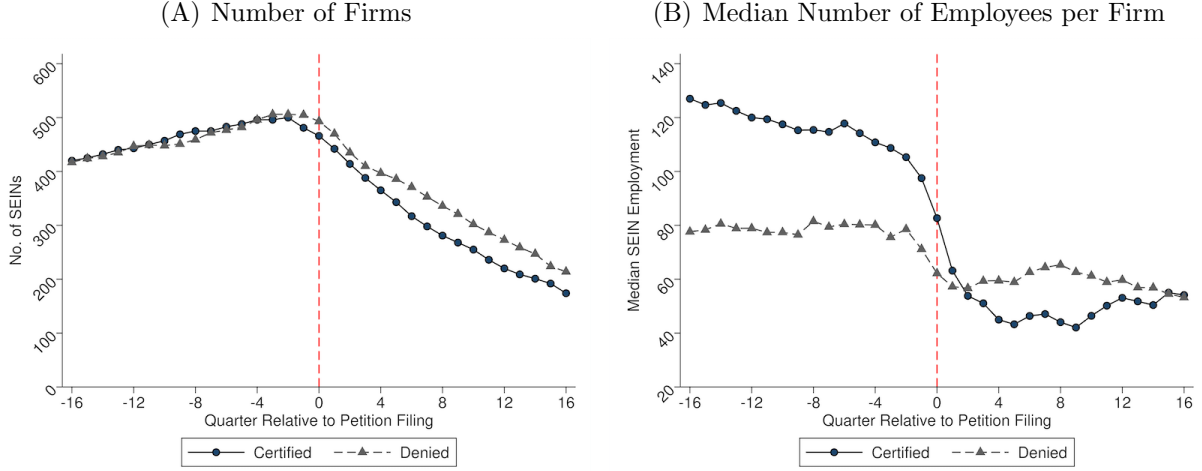 (A) Number of Firms
No. of SEINs
600
500
400
300
200
100
0
-16 -12 -8 -4 0 4 8 12 16
Quarter Relative to Petition Filing
Certified Denied
(B) Median Number of Employees per Firm
Median SEIN Employment
140
120
100
80
60
40
20
-16 -12 -8 -4 0 4 8 12 16
Quarter Relative to Petition Filing
Certified Denied